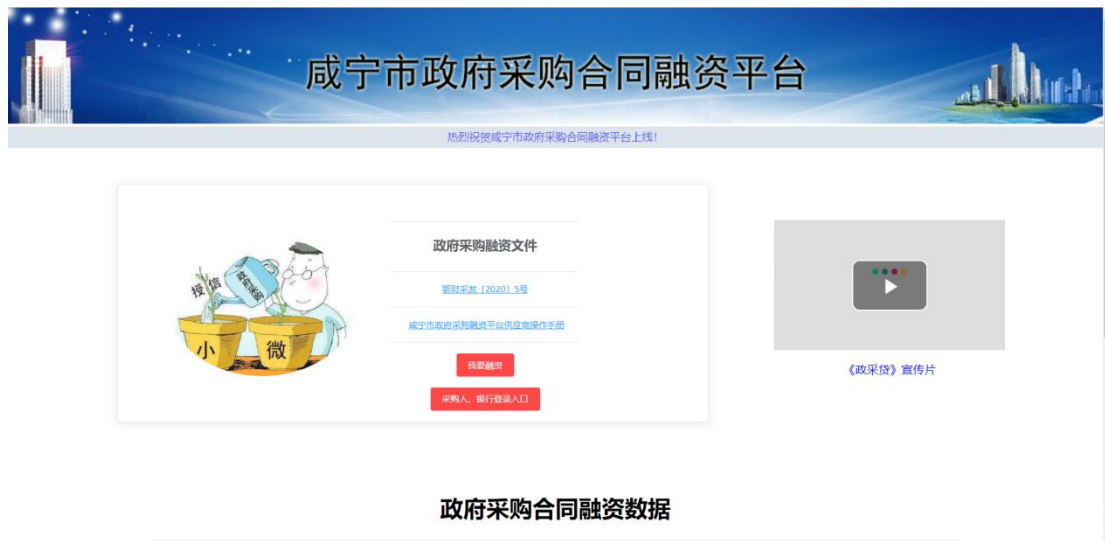 咸宁市政府采购合同融资平台
热烈祝贺咸宁市政府采购合同融资平台上线！
政府采购融资文件
鄂财采发〔2020〕5号
咸宁市政府采购融资平台供应商操作手册
我要融资
采购人、银行登录入口
授信
政府采购
小
微
《政采贷》宣传片
政府采购合同融资数据